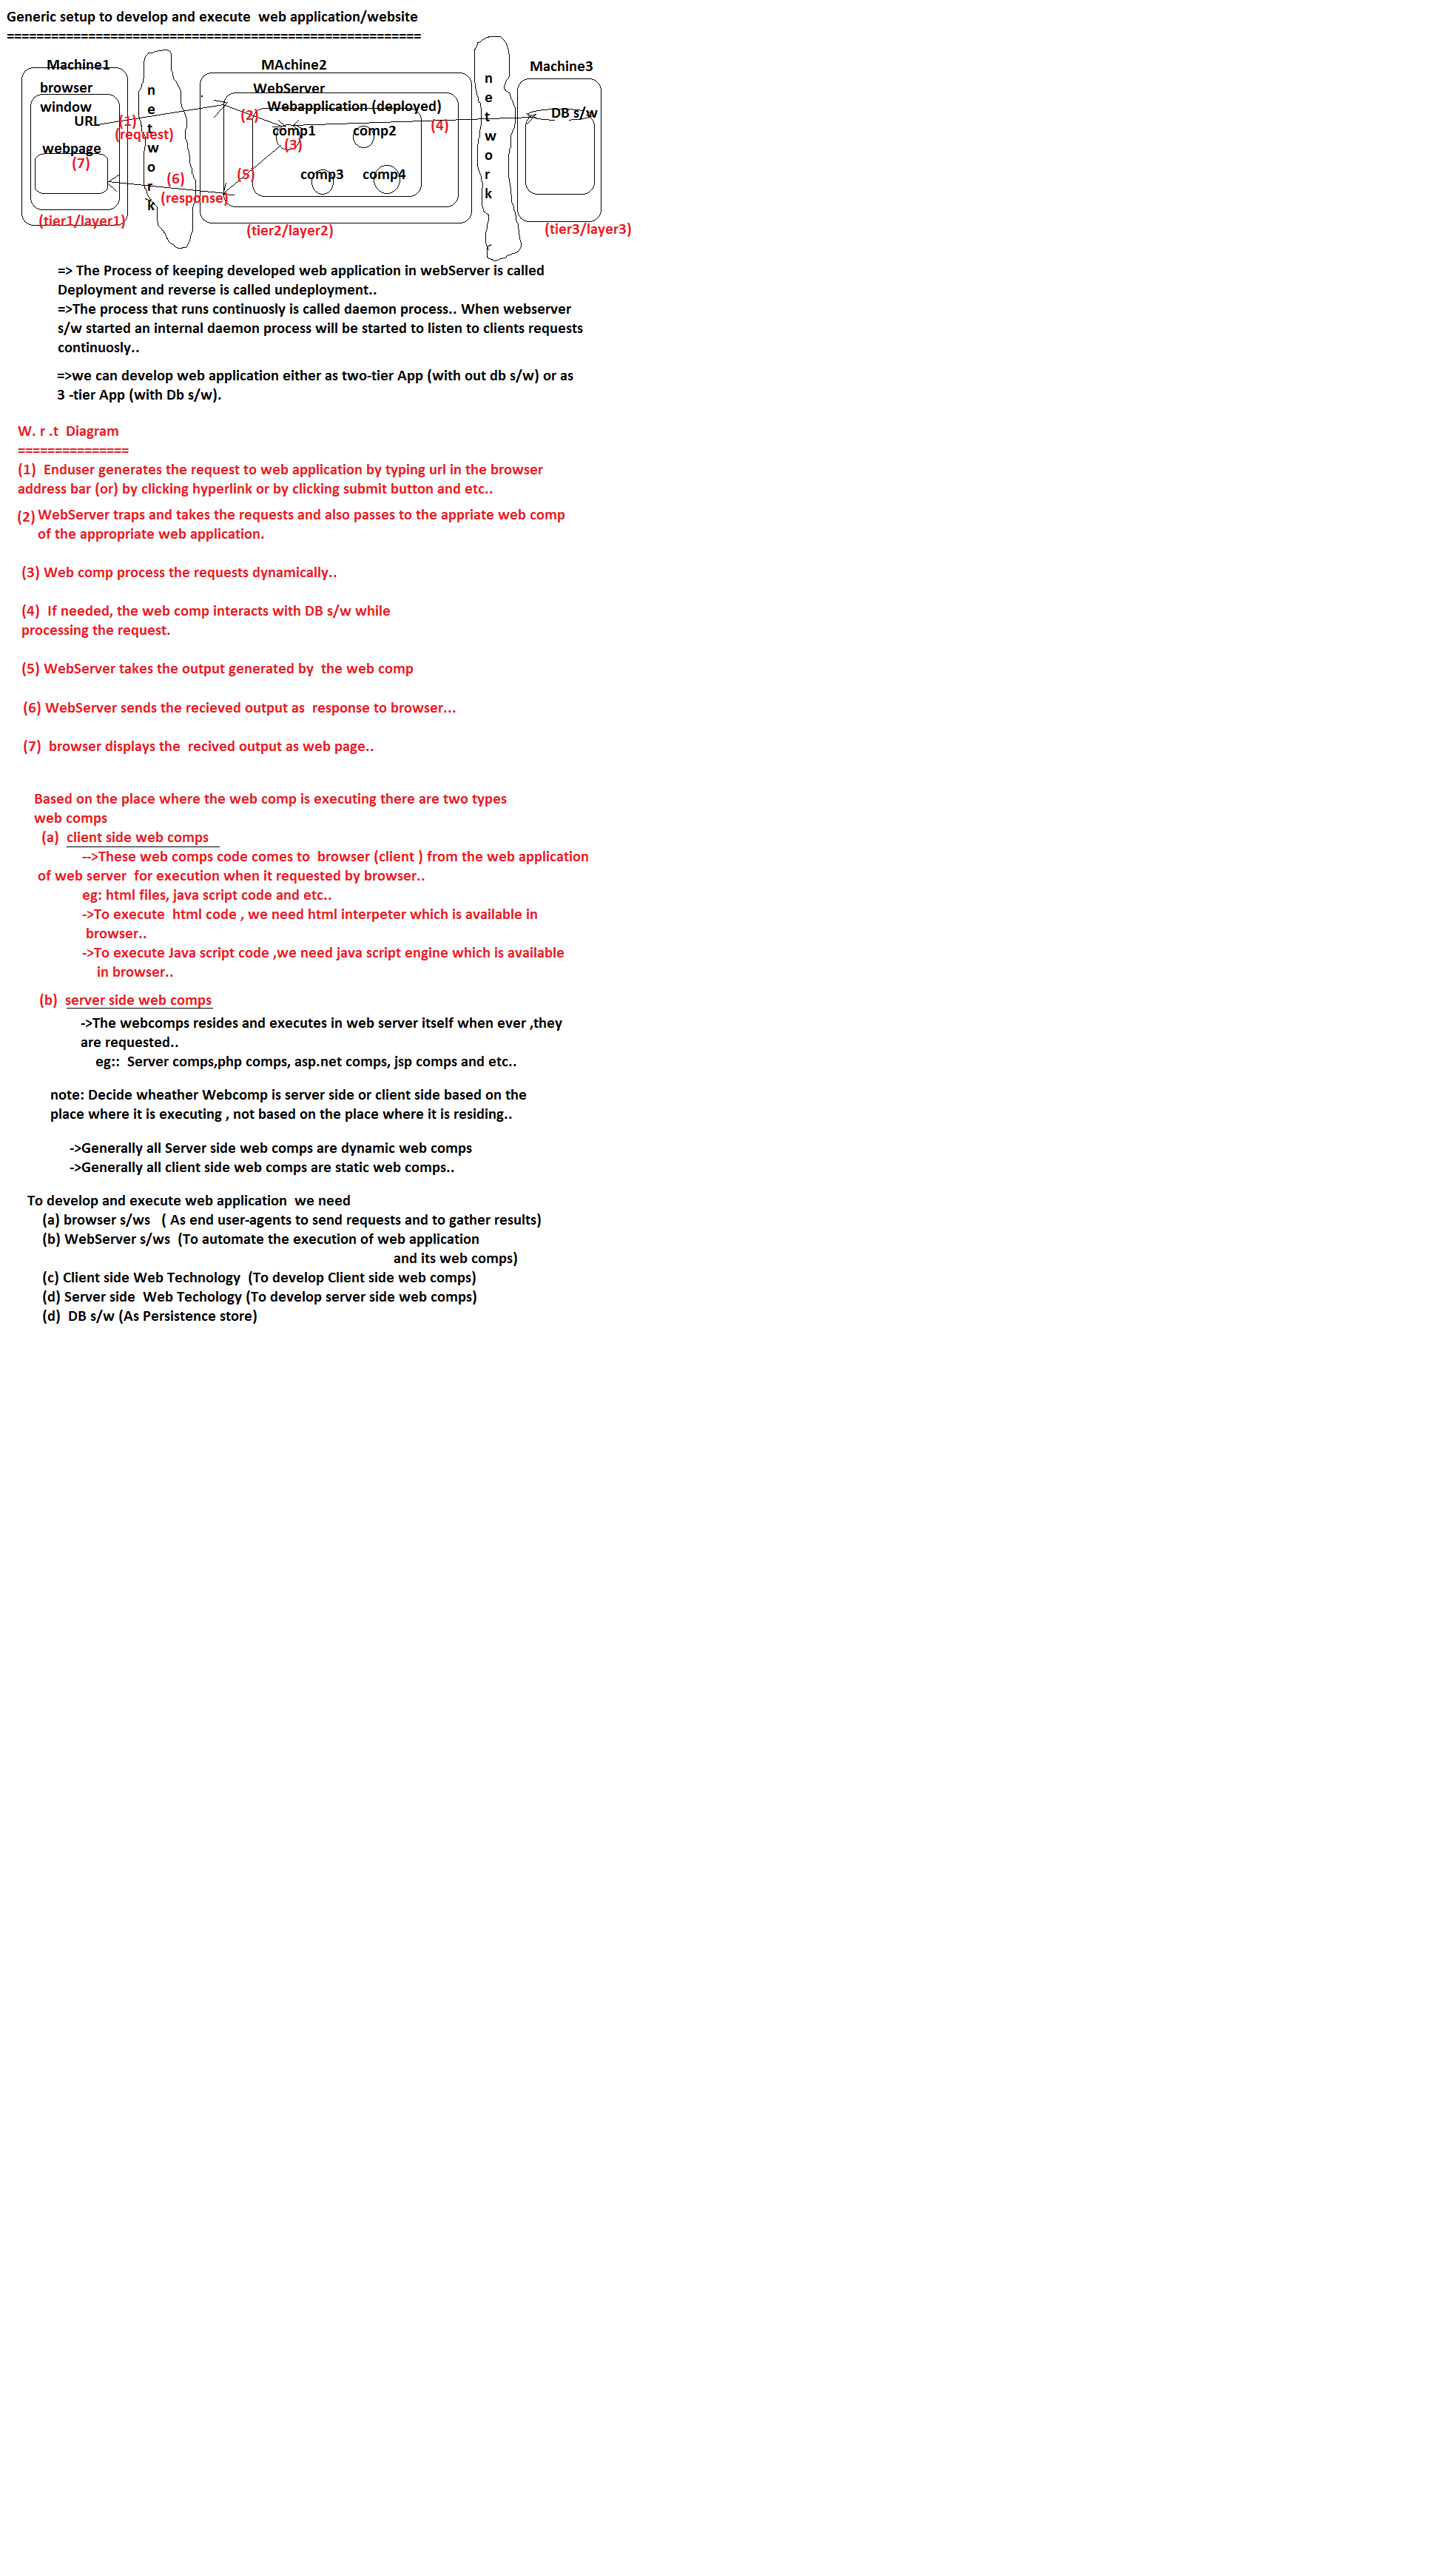 Generic setup to develop and execute  web application/website
========================================================
Machine1
MAchine2
Machine3
browser
window
URL
webpage
(7)
(tier1/layer1)
n
e
t
w
o
r
k
(1)
(request)
(6)
(response)
WebServer
Webapplication (deployed)
(2)
comp1
comp2
(3)
(4)
(5)
comp3
comp4
(tier2/layer2)
n
e
t
w
o
r
k
DB s/w
(tier3/layer3)
=> The Process of keeping developed web application in webServer is called
Deployment and reverse is called undeployment..
=>The process that runs continuosly is called daemon process.. When webserver
s/w started an internal daemon process will be started to listen to clients requests
continuosly..
=>we can develop web application either as two-tier App (with out db s/w) or as
3 -tier App (with Db s/w).
W. r .t  Diagram
===============
(1)  Enduser generates the request to web application by typing url in the browser
address bar (or) by clicking hyperlink or by clicking submit button and etc..
(2) WebServer traps and takes the requests and also passes to the appriate web comp
of the appropriate web application.
(3) Web comp process the requests dynamically..
(4)  If needed, the web comp interacts with DB s/w while
processing the request.
(5) WebServer takes the output generated by  the web comp
(6) WebServer sends the recieved output as  response to browser...
(7)  browser displays the  recived output as web page..
Based on the place where the web comp is executing there are two types
web comps
(a)  client side web comps
-->These web comps code comes to  browser (client ) from the web application
of web server  for execution when it requested by browser..
eg: html files, java script code and etc..
->To execute  html code , we need html interpeter which is available in
browser..
->To execute Java script code ,we need java script engine which is available
in browser..
(b)  server side web comps
->The webcomps resides and executes in web server itself when ever ,they
are requested..
eg::  Server comps,php comps, asp.net comps, jsp comps and etc..
note: Decide wheather Webcomp is server side or client side based on the
place where it is executing , not based on the place where it is residing..
->Generally all Server side web comps are dynamic web comps
->Generally all client side web comps are static web comps..
To develop and execute web application  we need
(a) browser s/ws   ( As end user-agents to send requests and to gather results)
(b) WebServer s/ws  (To automate the execution of web application
and its web comps)
(c) Client side Web Technology  (To develop Client side web comps)
(d) Server side  Web Techology (To develop server side web comps)
(d)  DB s/w (As Persistence store)